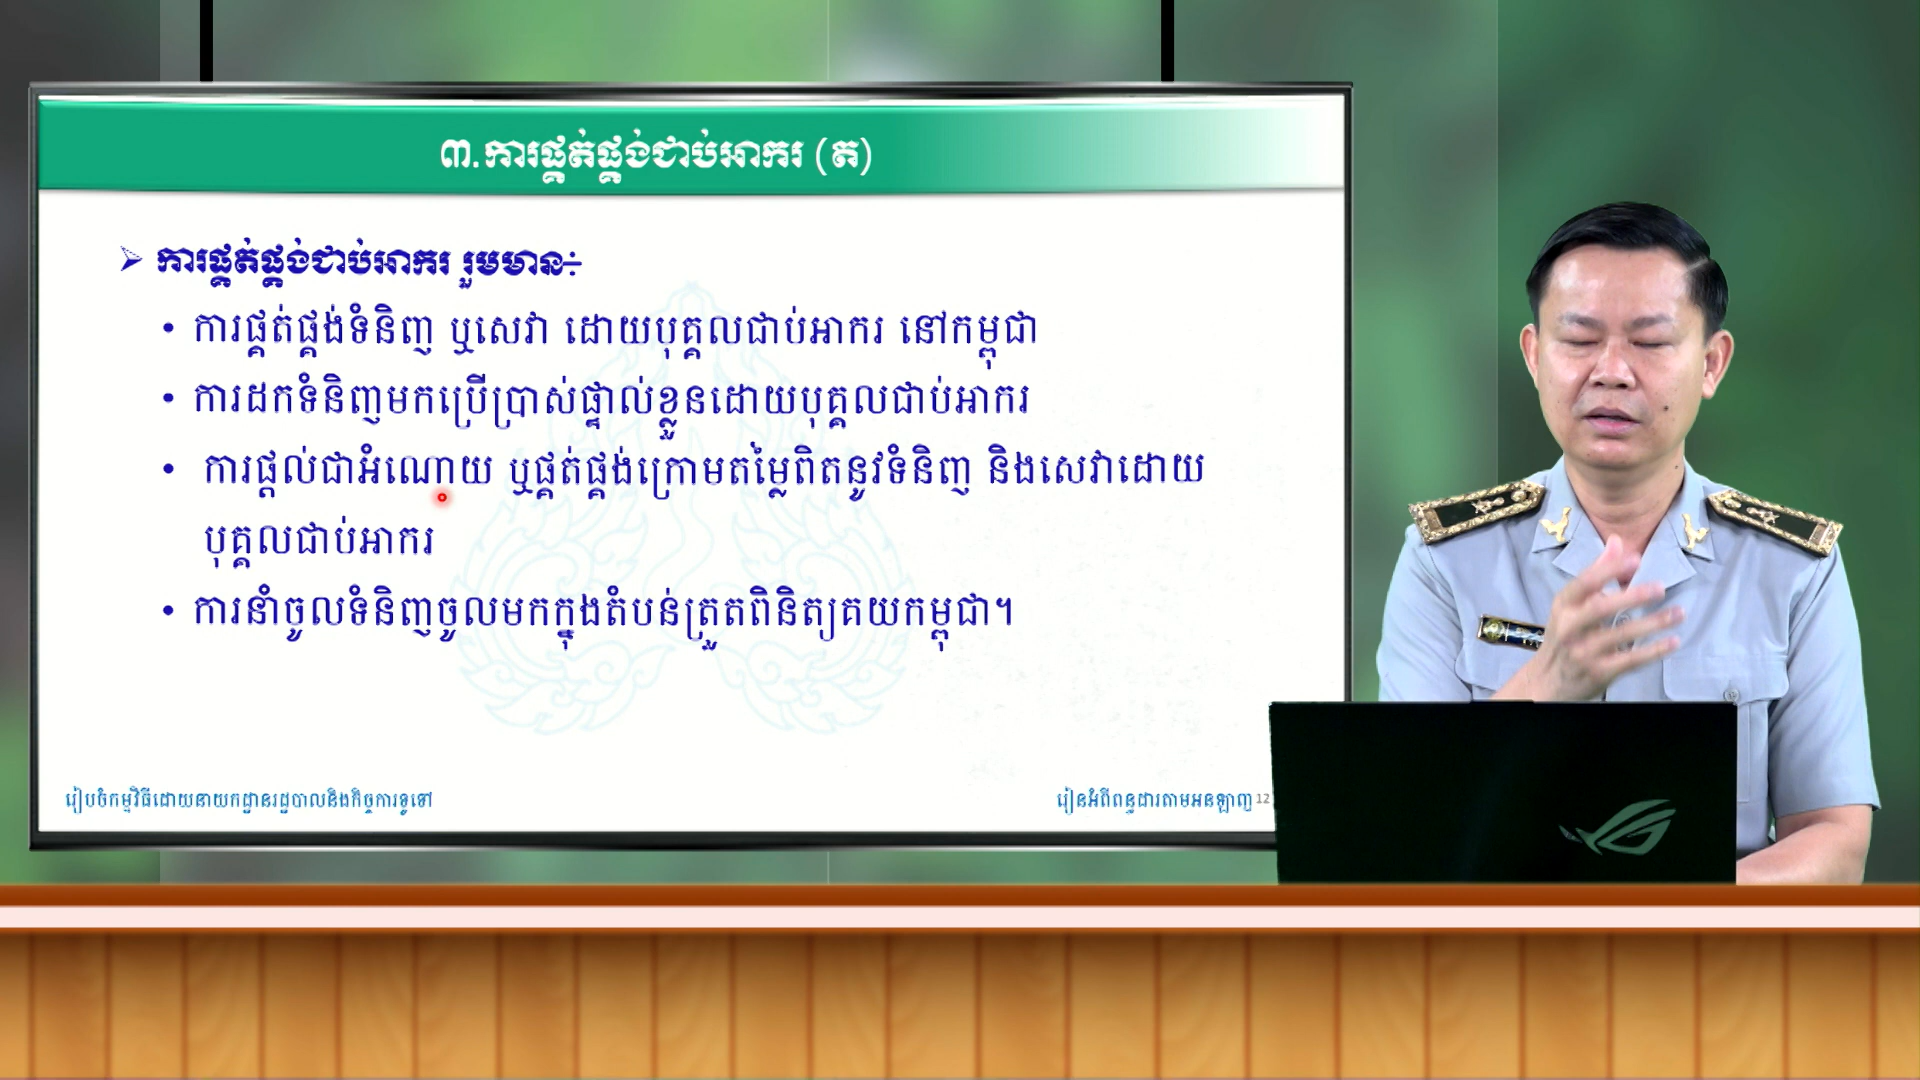 ៣.ការផ្គត់ផ្គង់ជាប់អាករ (ត)
ការផ្គត់ផ្គង់ជាប់អាករ រួមមាន÷
• ការផ្គត់ផ្គង់ទំនិញ ឬសេវា ដោយបុគ្គលជាប់អាករ នៅកម្ពុជា
• ការដកទំនិញមកប្រើប្រាស់ផ្ទាល់ខ្លួនដោយបុគ្គលជាប់អាករ
• ការផ្តល់ជាអំណោយ ឬផ្គត់ផ្គង់ក្រោមតម្លៃពិតនូវទំនិញ និងសេវាដោយ
បុគ្គលជាប់អាករ
• ការនាំចូលទំនិញចូលមកក្នុងតំបន់ត្រួតពិនិត្យគយកម្ពុជា។
រៀបចំកម្មវិធីដោយនាយកដ្ឋានរដ្ឋបាលនិងកិច្ចការទូទៅ
រៀនអំពីពន្ធដារតាមអនឡាញ 12